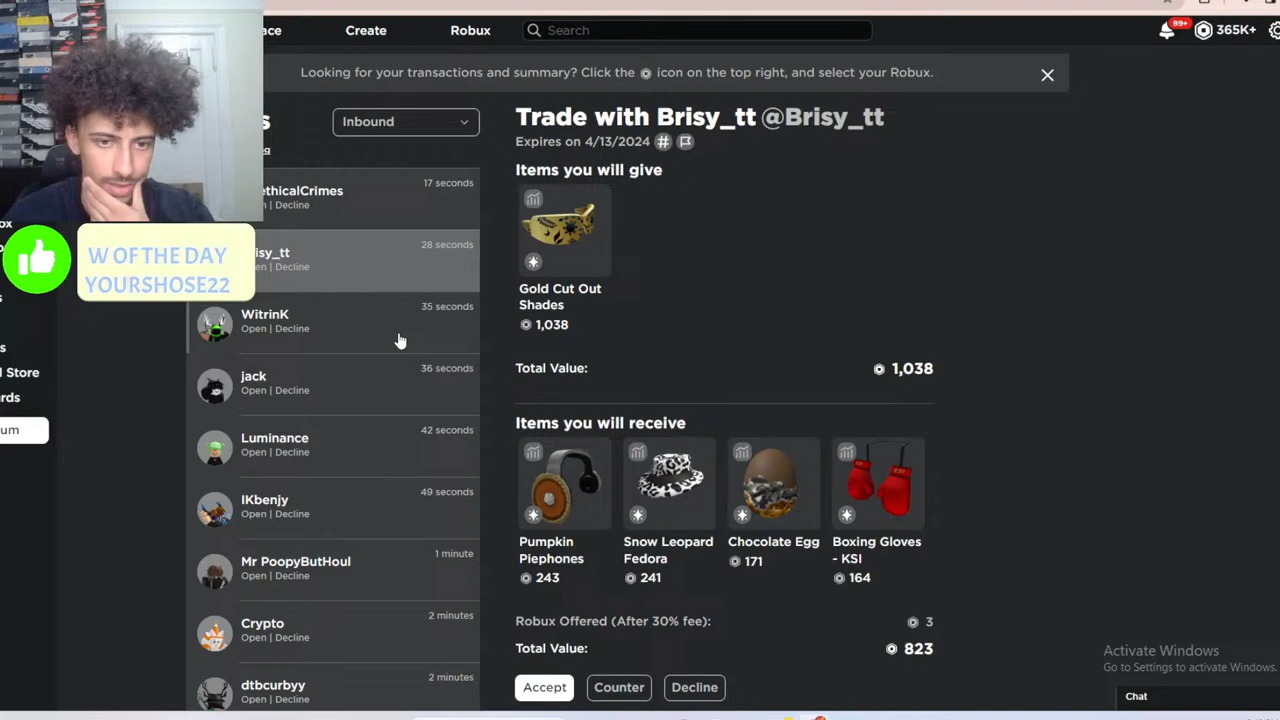 ace
Create
Robux
Search
99+
365K+
Looking for your transactions and summary? Click the icon on the top right, and select your Robux.
Inbound
Trade with Brisy_tt @Brisy_tt
Expires on 4/13/2024
Items you will give
Gold Cut Out
Shades
1,038
Total Value:
1,038
Items you will receive
Pumpkin
Piephones
243
Snow Leopard
Fedora
241
Chocolate Egg
171
Boxing Gloves
- KSI
164
Robux Offered (After 30% fee):
3
Total Value:
823
Accept
Counter
Decline
ethicalCrimes
17 seconds
| Decline
isy_tt
28 seconds
en | Decline
WitrinK
35 seconds
Open | Decline
jack
36 seconds
Open | Decline
Luminance
42 seconds
Open | Decline
IKbenjy
49 seconds
Open | Decline
Mr PoopyButHoul
1 minute
Open | Decline
Crypto
2 minutes
Open | Decline
dtbcurbyy
2 minutes
Open | Decline
W OF THE DAY
YOURSHOSE22
ox
s
l Store
rds
um
Activate Windows
Go to Settings to activate Windows.
Chat